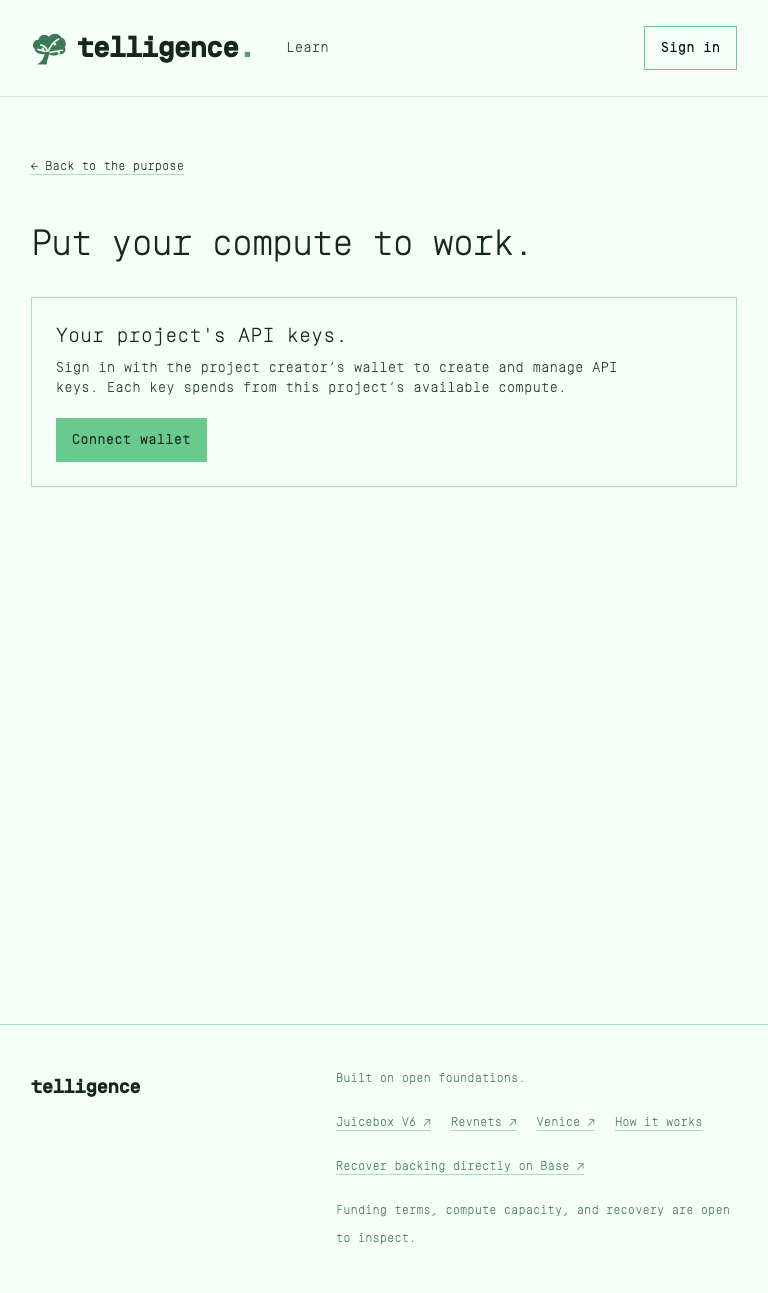 telligence.
Learn
Sign in
← Back to the purpose
Put your compute to work.
Your project's API keys.
Sign in with the project creator’s wallet to create and manage API
keys. Each key spends from this project’s available compute.
Connect wallet
telligence
Built on open foundations.
Juicebox V6 ↗ Revnets ↗ Venice ↗ How it works
Recover backing directly on Base ↗
Funding terms, compute capacity, and recovery are open
to inspect.